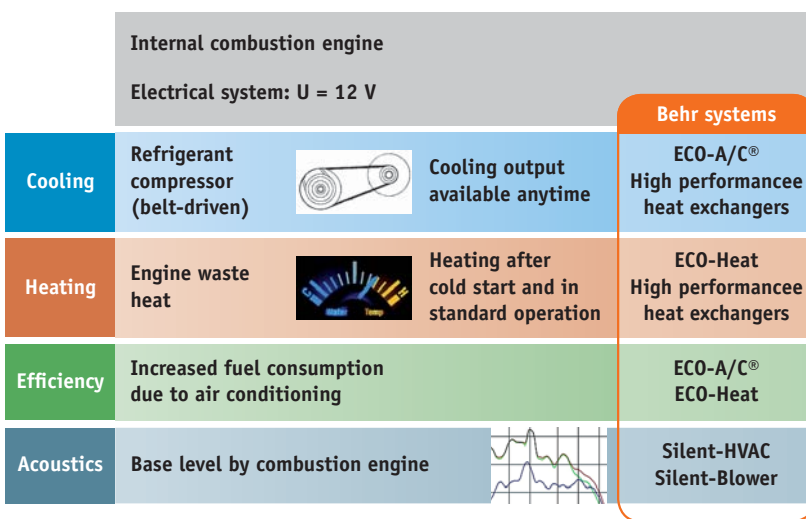 Internal combustion engine
Electrical system: U = 12 V
Behr systems
Cooling
Refrigerant
compressor
(belt-driven)
Cooling output
available anytime
ECO-A/C®
High performancee
heat exchangers
Heating
Engine waste
heat
C
H
Water Temp
Heating after
cold start and in
standard operation
ECO-Heat
High performancee
heat exchangers
Efficiency
Increased fuel consumption
due to air conditioning
ECO-A/C®
ECO-Heat
Acoustics
Base level by combustion engine
Silent-HVAC
Silent-Blower